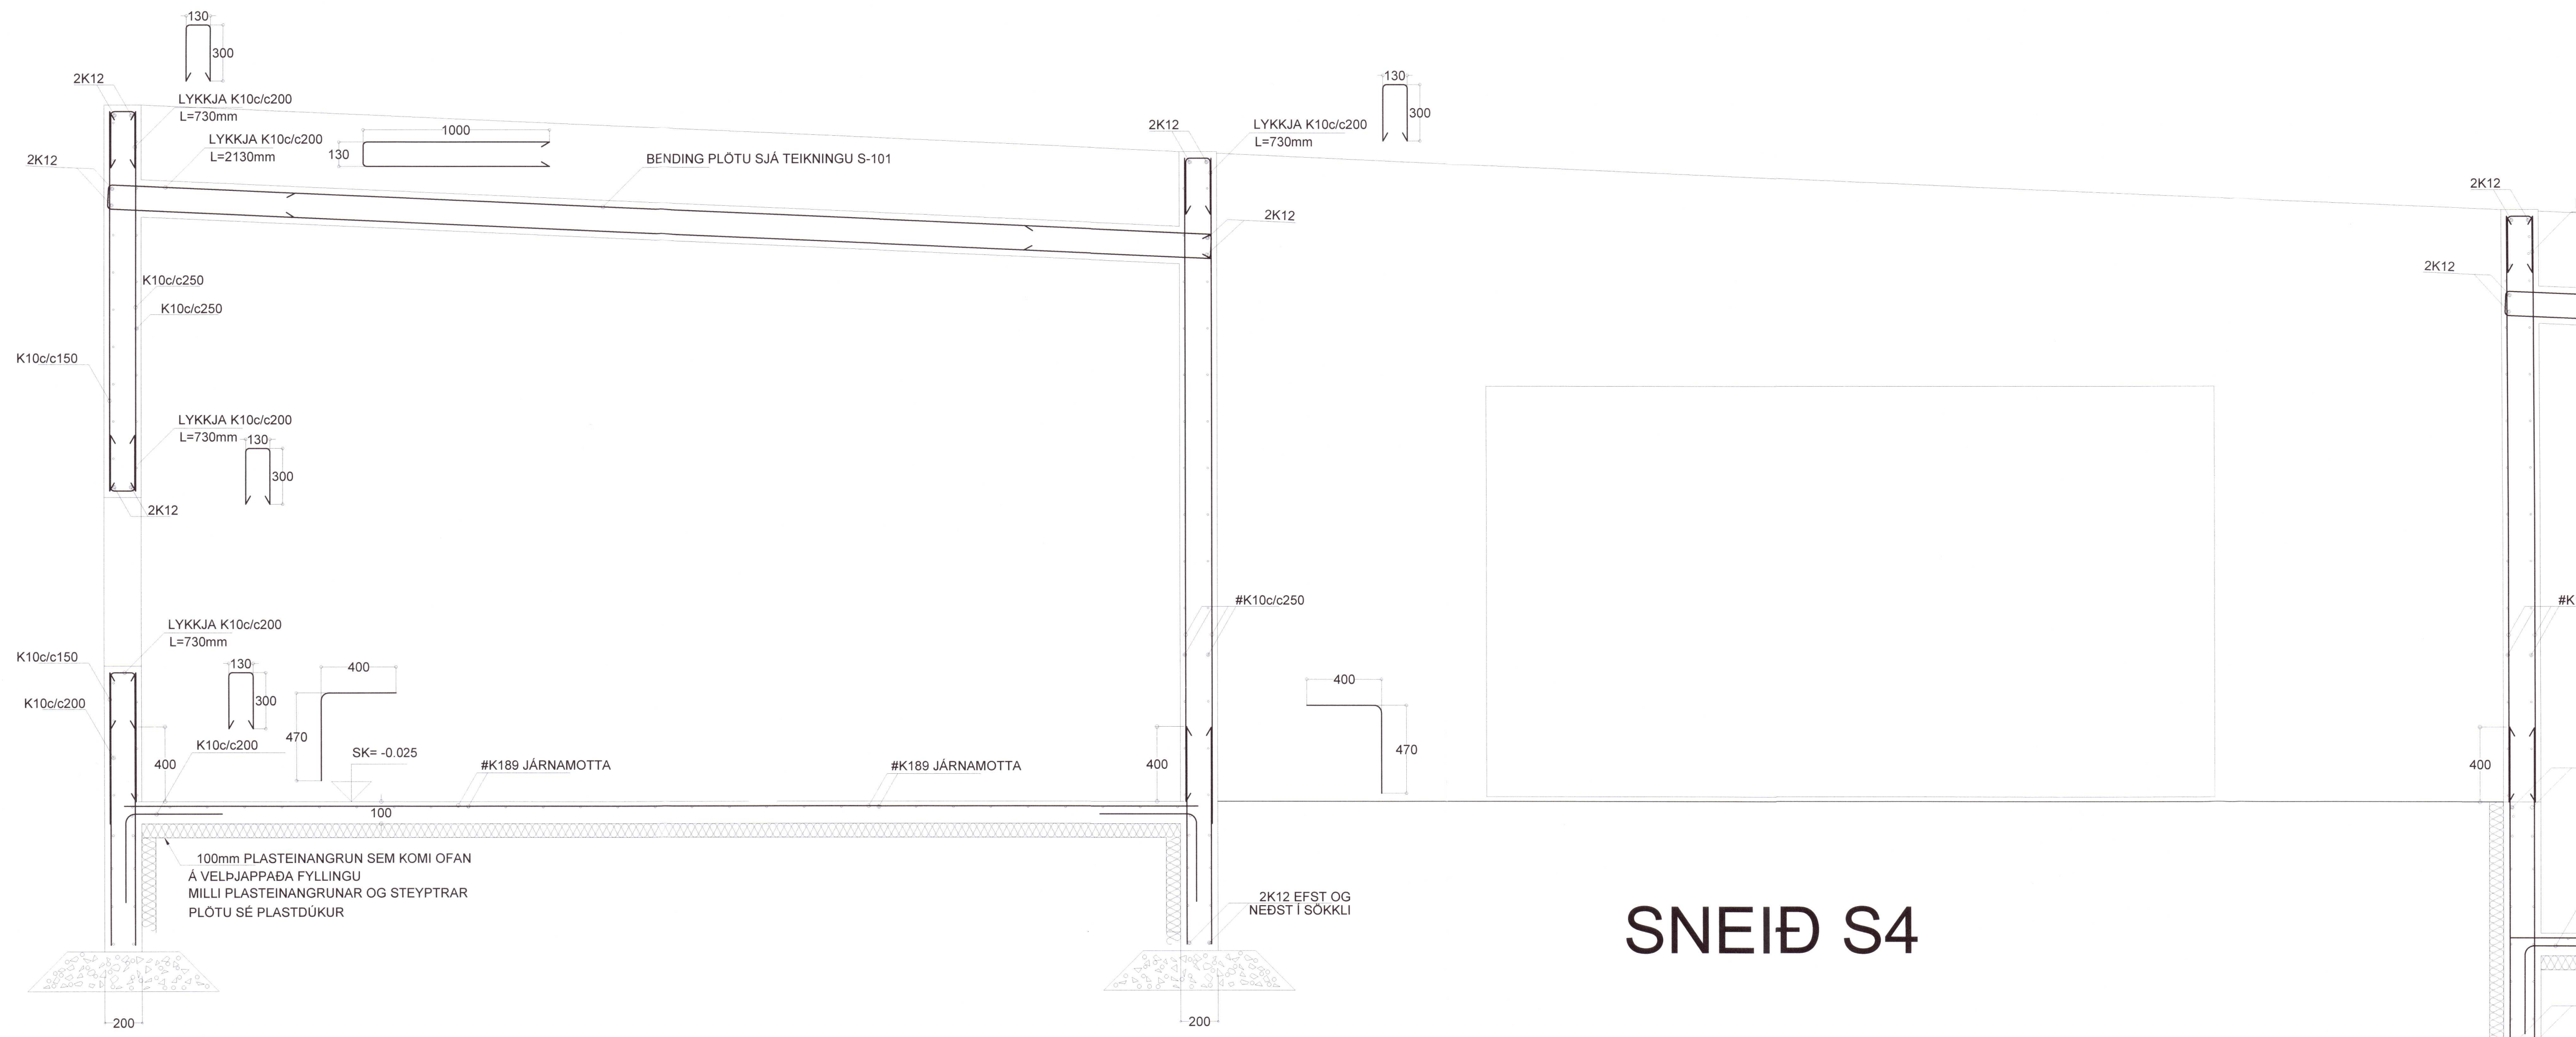 130
300
2K12
LYKKJA K10c/c200
L=730mm
LYKKJA K10c/c200
L=2130mm
1000
130
2K12
BENDING PLÖTU SJÁ TEIKNINGU S-101
130
300
2K12
LYKKJA K10c/c200
L=730mm
2K12
2K12
2K12
K10c/c250
K10c/c250
K10c/c150
LYKKJA K10c/c200
L=730mm
130
300
2K12
#K10c/c250
#K
LYKKJA K10c/c200
L=730mm
K10c/c150
130
300
K10c/c200
400
470
400
K10c/c200
SK= -0.025
#K189 JÁRNAMOTTA
#K189 JÁRNAMOTTA
400
400
470
400
100
100mm PLASTEINANGRUN SEM KOMI OFAN
Á VELÞJAPPAÐA FYLLINGU
MILLI PLASTEINANGRUNAR OG STEYPTRAR
PLÖTU SÉ PLASTDÚKUR
2K12 EFST OG
NEÐST Í SÖKKLI
SNEIÐ S4
200
200